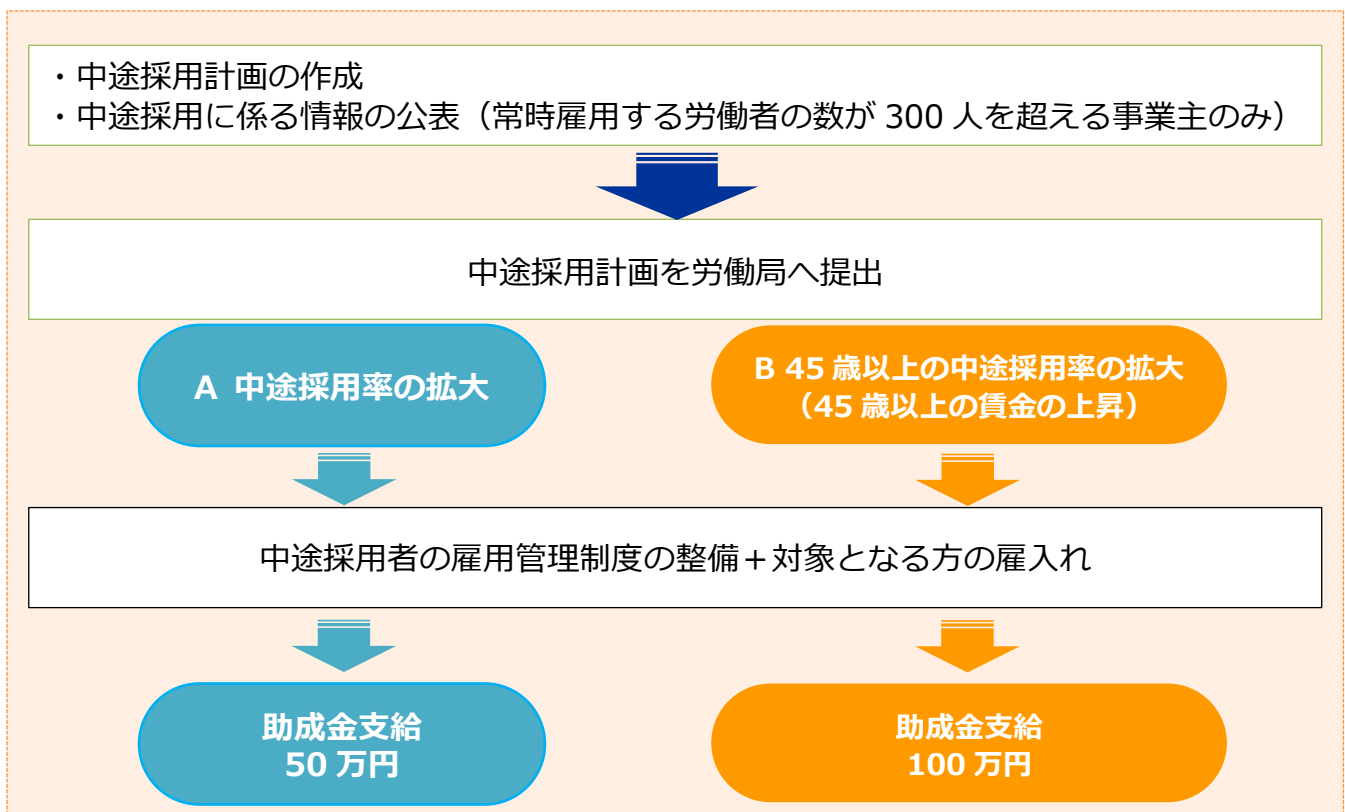 ・中途採用計画の作成
・中途採用に係る情報の公表（常時雇用する労働者の数が 300 人を超える事業主のみ）
中途採用計画を労働局へ提出
A 中途採用率の拡大
B 45 歳以上の中途採用率の拡大
（45 歳以上の賃金の上昇）
中途採用者の雇用管理制度の整備＋対象となる方の雇入れ
助成金支給
50 万円
助成金支給
100 万円